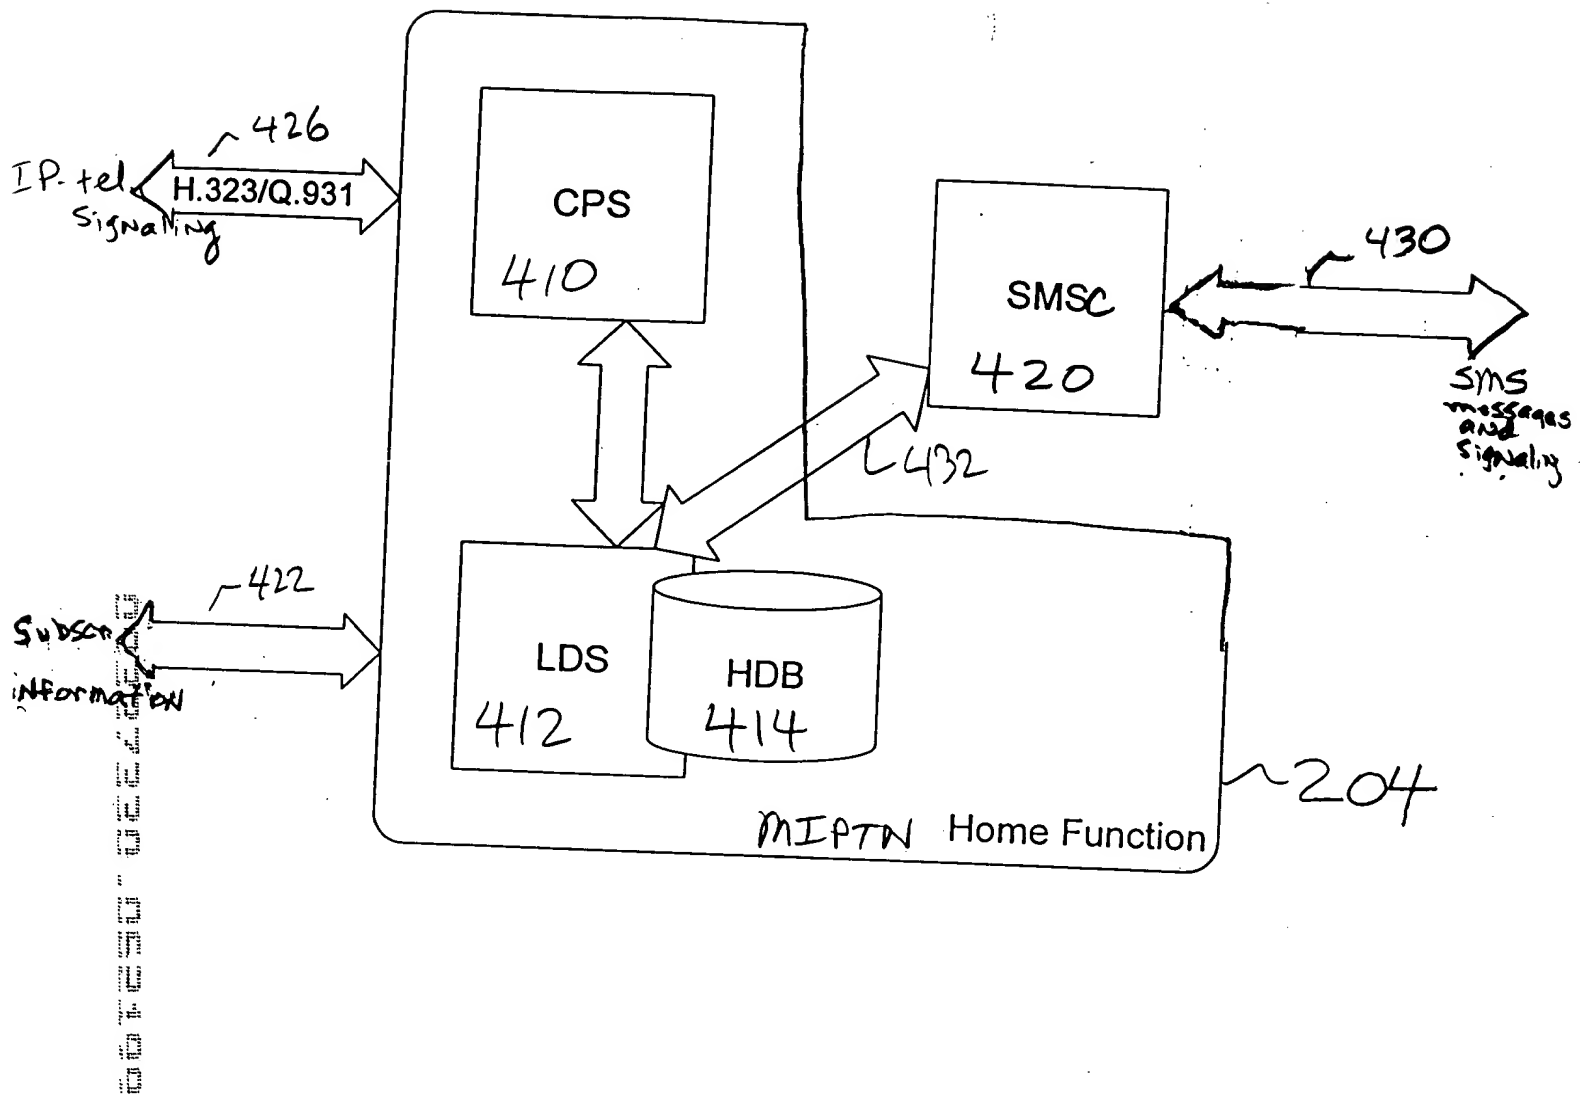 426
IP-tel
H.323/Q.931
Signaling
CPS
410
SMSC
420
430
SMS
messages
and
Signaling
432
422
Subscr
information
LDS
412
HDB
414
204
MIPTN Home Function